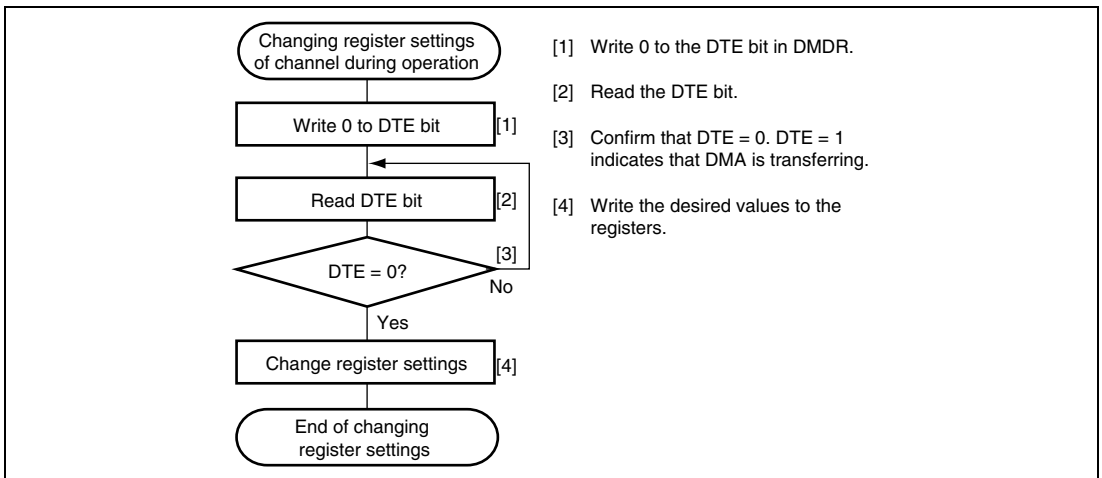 Changing register settings
of channel during operation
Write 0 to DTE bit
[1]
Read DTE bit
[2]
DTE = 0?
[3]
No
Yes
Change register settings
[4]
End of changing
register settings
[1] Write 0 to the DTE bit in DMDR.
[2] Read the DTE bit.
[3] Confirm that DTE = 0. DTE = 1
indicates that DMA is transferring.
[4] Write the desired values to the
registers.